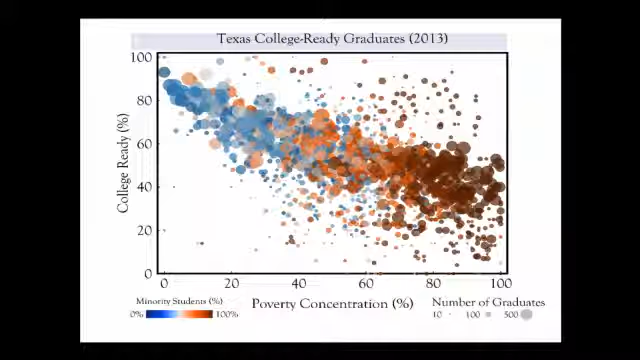 Texas College-Ready Graduates (2013)
100
80
60
40
20
0
College Ready (%)
0 20 40 60 80 100
Poverty Concentration (%)
Minority Students (%)
0% 100%
Number of Graduates
10 100 500